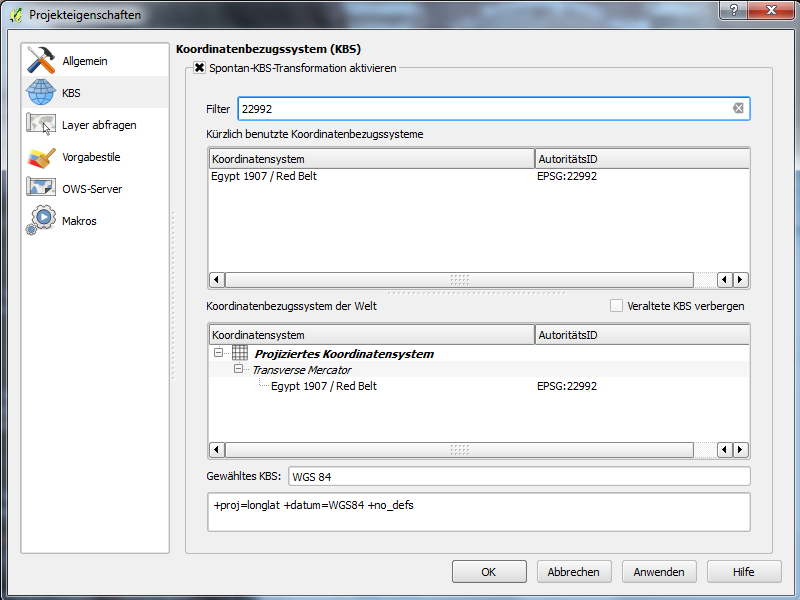 Projekteigenschaften
?
Allgemein
KBS
Layer abfragen
Vorgabestile
OWS-Server
Makros
Koordinatenbezugssystem (KBS)
Spontan-KBS-Transformation aktivieren
Filter 22992
Kürzlich benutzte Koordinatenbezugssysteme
Koordinatensystem AutoritätsID
Egypt 1907 / Red Belt EPSG:22992
Koordinatenbezugssystem der Welt Veraltete KBS verbergen
Koordinatensystem AutoritätsID
Projiziertes Koordinatensystem
Transverse Mercator
Egypt 1907 / Red Belt EPSG:22992
Gewähltes KBS: WGS 84
+proj=longlat +datum=WGS84 +no_defs
OK Abbrechen Anwenden Hilfe